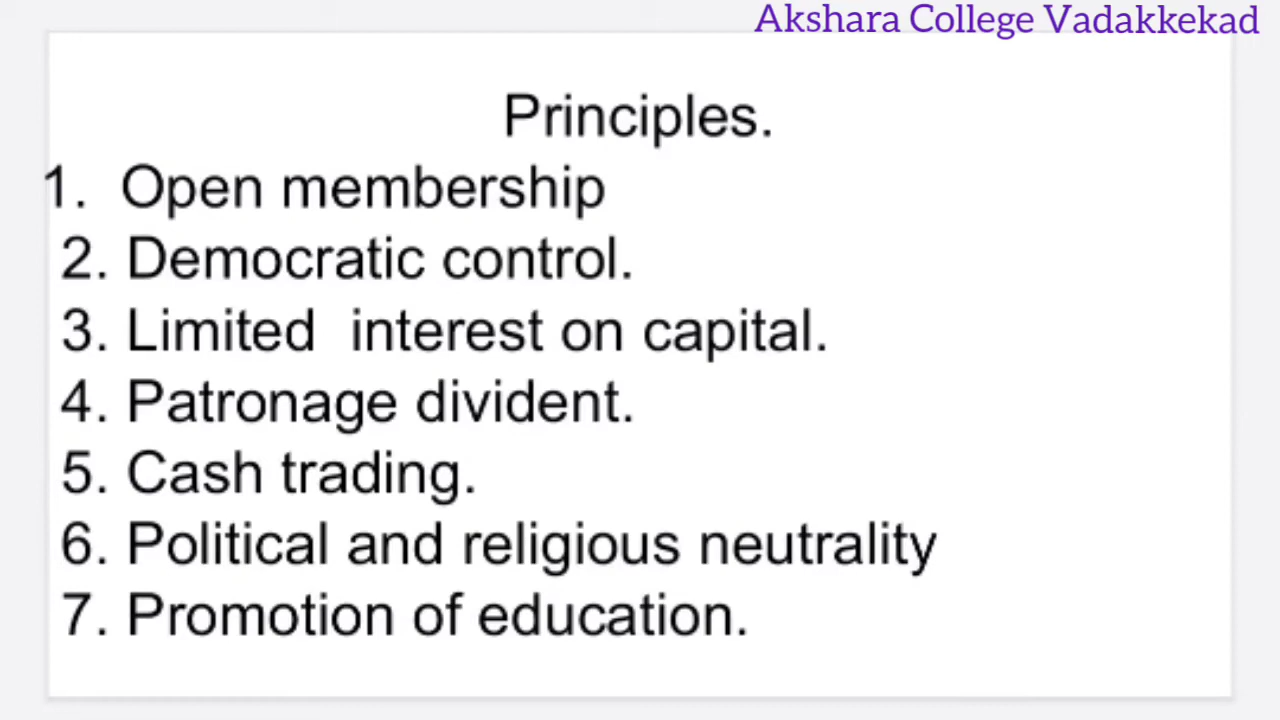 Akshara College Vadakkekad
Principles.
1. Open membership
2. Democratic control.
3. Limited interest on capital.
4. Patronage divident.
5. Cash trading.
6. Political and religious neutrality
7. Promotion of education.